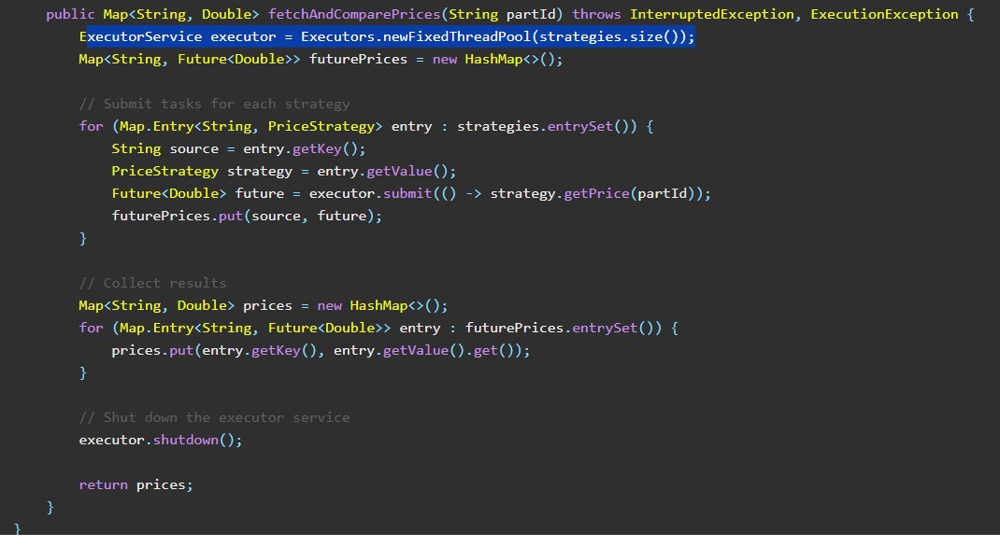 public Map<String, Double> fetchAndComparePrices(String partId) throws InterruptedException, ExecutionException {
ExecutorService executor = Executors.newFixedThreadPool(strategies.size());
Map<String, Future<Double>> futurePrices = new HashMap<>();
// Submit tasks for each strategy
for (Map.Entry<String, PriceStrategy> entry : strategies.entrySet()) {
String source = entry.getKey();
PriceStrategy strategy = entry.getValue();
Future<Double> future = executor.submit(() -> strategy.getPrice(partId));
futurePrices.put(source, future);
}
// Collect results
Map<String, Double> prices = new HashMap<>();
for (Map.Entry<String, Future<Double>> entry : futurePrices.entrySet()) {
prices.put(entry.getKey(), entry.getValue().get());
}
// Shut down the executor service
executor.shutdown();
return prices;
}
}